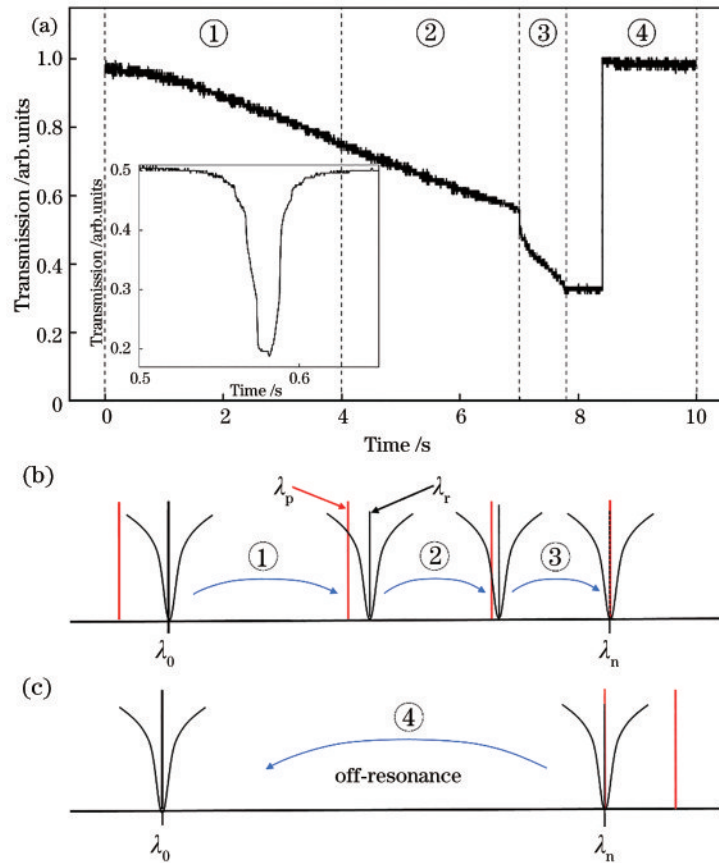 (a)
① ② ③ ④
Transmission /arb.units
1.0
0.8
0.6
0.4
0.2
0
0 2 4 6 8 10
Time /s
Transmission /arb.units
0.5
0.4
0.3
0.2
0.5 0.6
Time /s
(b)
λp λr
① ② ③
λ0 λn
(c)
④
off-resonance
λ0 λn